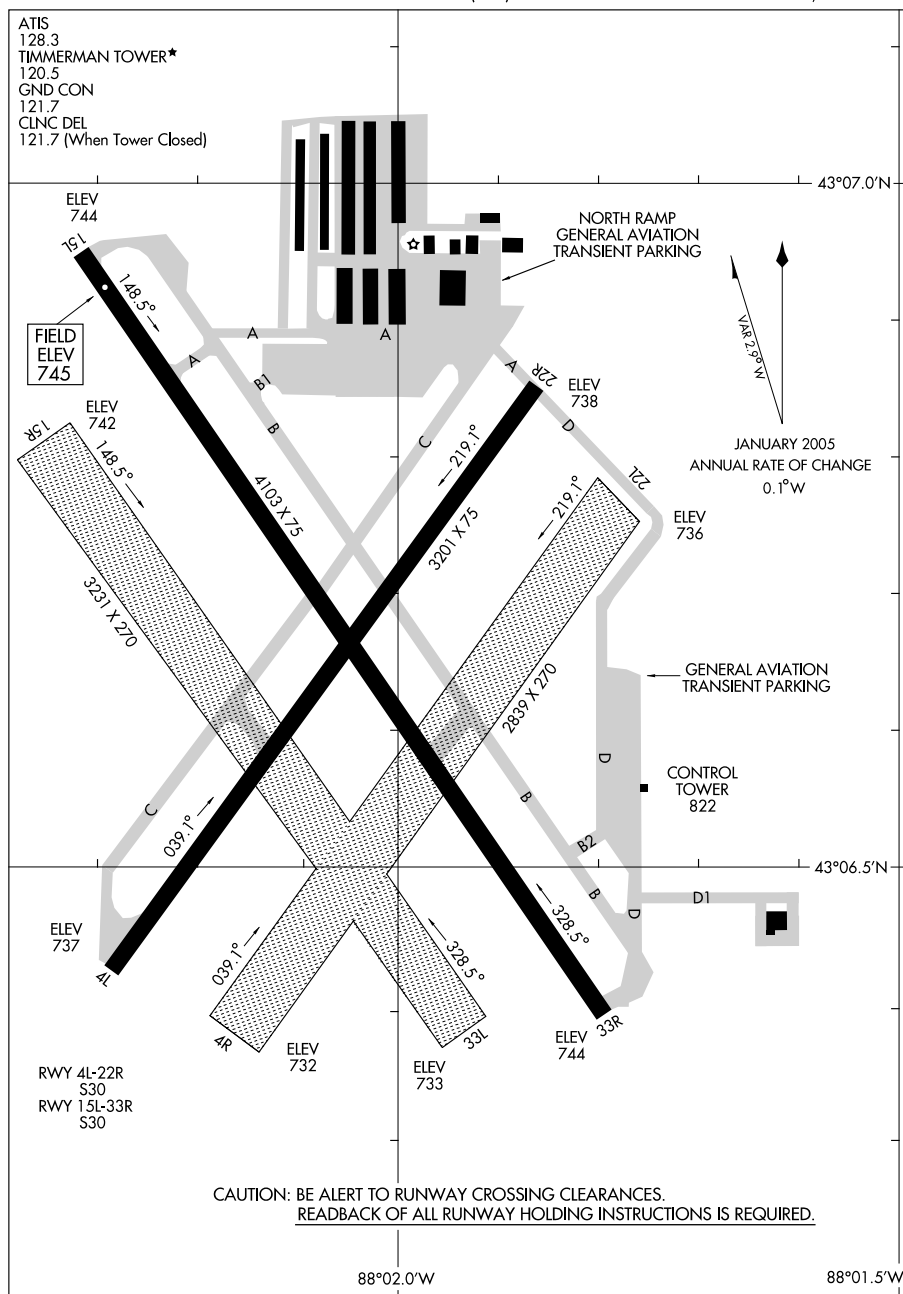 ATIS
128.3
TIMMERMAN TOWER★
120.5
GND CON
121.7
CLNC DEL
121.7 (When Tower Closed)
43°07.0'N
ELEV
744
15L
148.5°
FIELD
ELEV
745
NORTH RAMP
GENERAL AVIATION
TRANSIENT PARKING
VAR 2.9° W
JANUARY 2005
ANNUAL RATE OF CHANGE
0.1°W
A
A
A
A
B1
B
C
22R
ELEV
738
D
219.1°
ELEV
742
15R
148.5°
4103 X 75
3201 X 75
22L
219.1°
ELEV
736
3231 X 270
2839 X 270
GENERAL AVIATION
TRANSIENT PARKING
D
CONTROL
TOWER
822
C
039.1°
B
B2
43°06.5'N
B
D
D1
328.5°
ELEV
737
4L
039.1°
328.5°
4R
ELEV
732
33L
ELEV
733
33R
ELEV
744
RWY 4L-22R
S30
RWY 15L-33R
S30
CAUTION: BE ALERT TO RUNWAY CROSSING CLEARANCES.
READBACK OF ALL RUNWAY HOLDING INSTRUCTIONS IS REQUIRED.
88°02.0'W
88°01.5'W